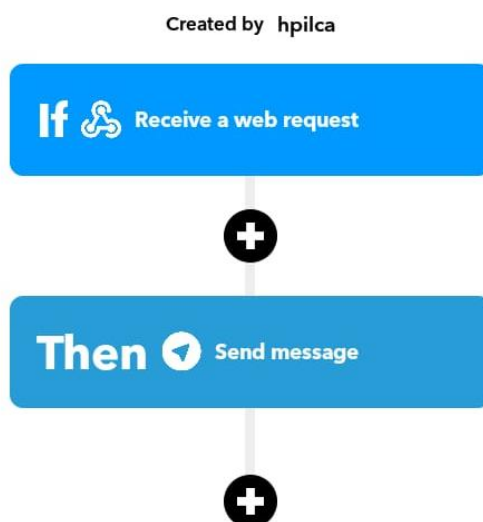 Created by hpilca
If Receive a web request
Then Send message